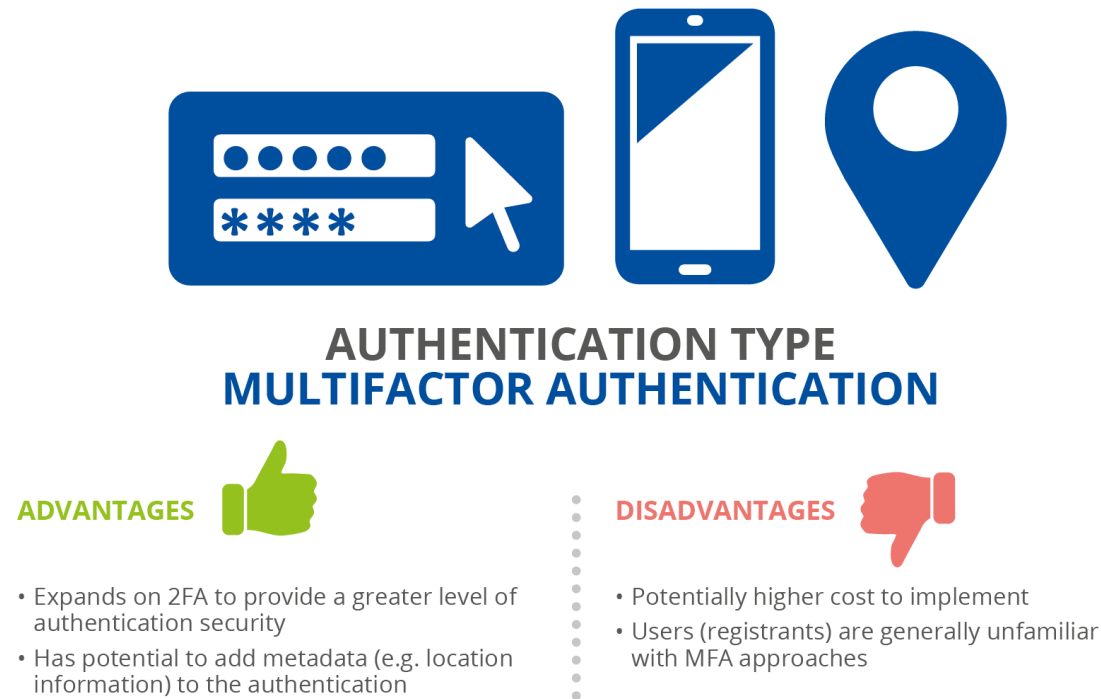 ****
AUTHENTICATION TYPE
MULTIFACTOR AUTHENTICATION
ADVANTAGES
• Expands on 2FA to provide a greater level of
authentication security
• Has potential to add metadata (e.g. location
information) to the authentication
DISADVANTAGES
• Potentially higher cost to implement
• Users (registrants) are generally unfamiliar
with MFA approaches